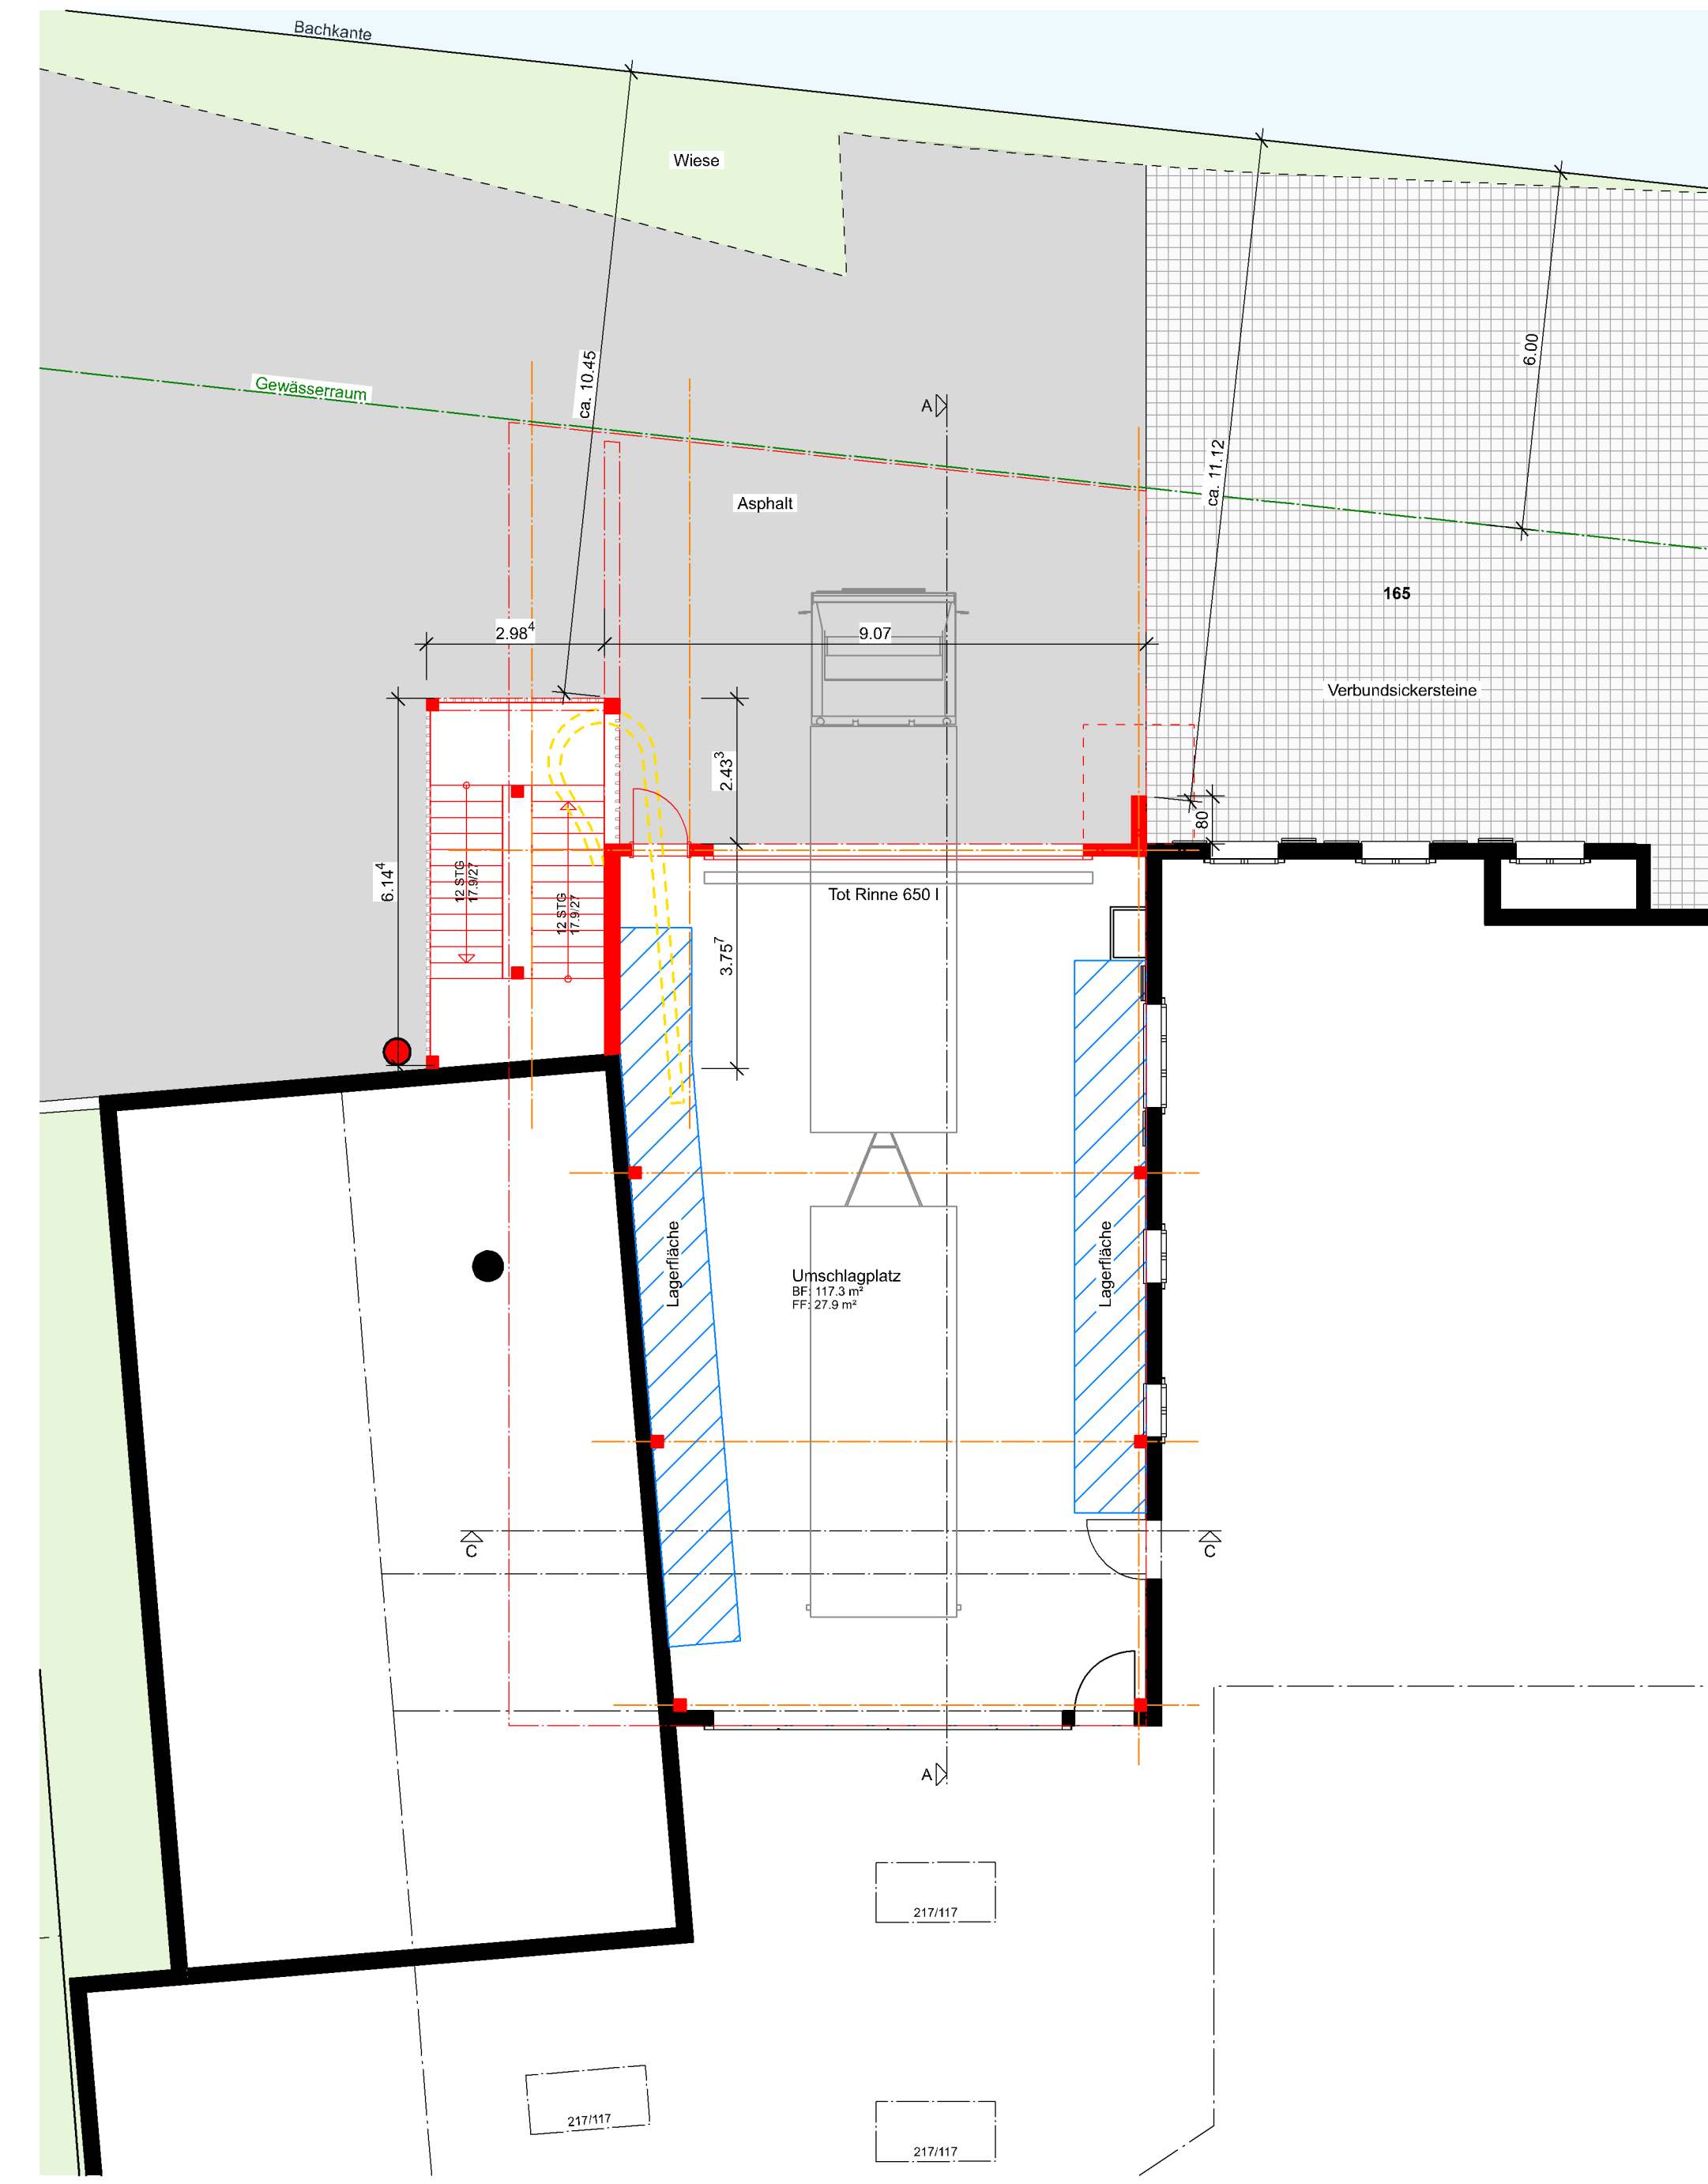 Bachkante
Wiese
6.00
ca. 10.45
Gewässerraum
A
ca. 11.12
Asphalt
165
2.98⁴
9.07
Verbundsickersteine
2.43³
80
6.14⁴
12 STG
17.9/27
12 STG
17.9/27
Tot Rinne 650 l
3.75⁷
Lagerfläche
Lagerfläche
Umschlagplatz
BF: 117.3 m²
FF: 27.9 m²
C
C
A
217/117
217/117
217/117